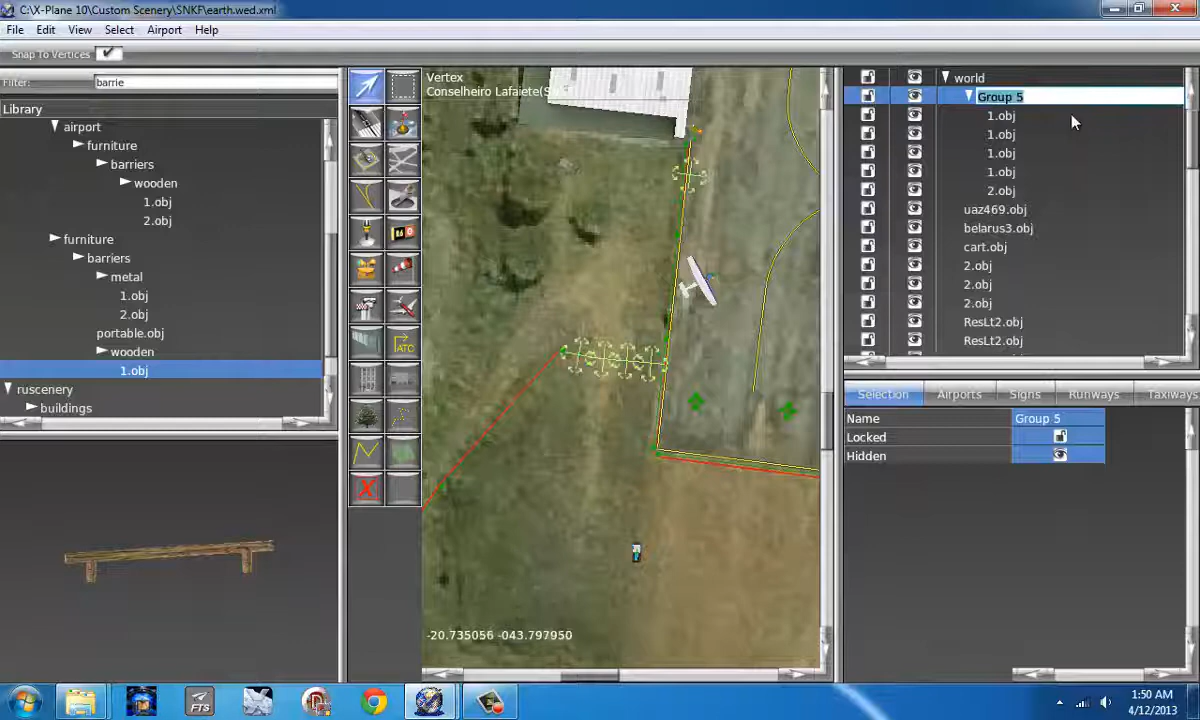 C:\X-Plane 10\Custom Scenery\SNKF\earth.wed.xml
File Edit View Select Airport Help
Snap To Vertices
Filter: barrie
Library
airport
furniture
barriers
wooden
1.obj
2.obj
furniture
barriers
metal
1.obj
2.obj
portable.obj
wooden
1.obj
ruscenery
buildings
Vertex
Conselheiro Lafaiete(S
ATC
-20.735056 -043.797950
world
Group 5
1.obj
1.obj
1.obj
1.obj
2.obj
uaz469.obj
belarus3.obj
cart.obj
2.obj
2.obj
2.obj
ResLt2.obj
ResLt2.obj
Selection Airports Signs Runways Taxiways
Name Group 5
Locked
Hidden
FTS
1:50 AM
4/12/2013